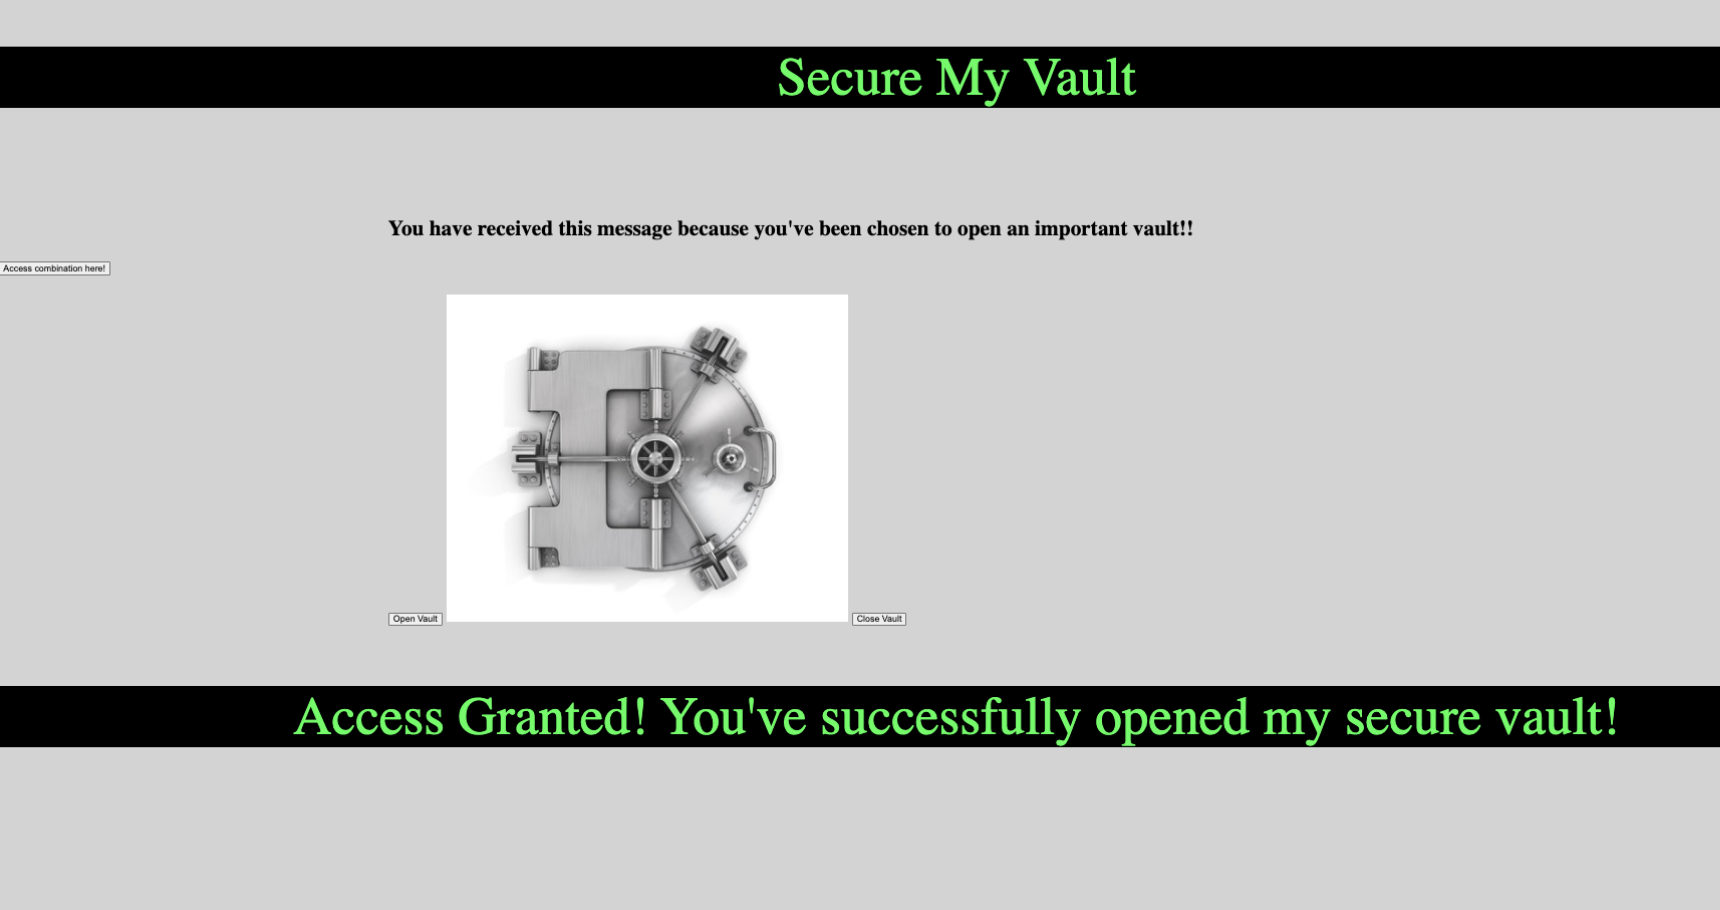 Secure My Vault
You have received this message because you've been chosen to open an important vault!!
Access combination here!
Open Vault
Close Vault
Access Granted! You've successfully opened my secure vault!